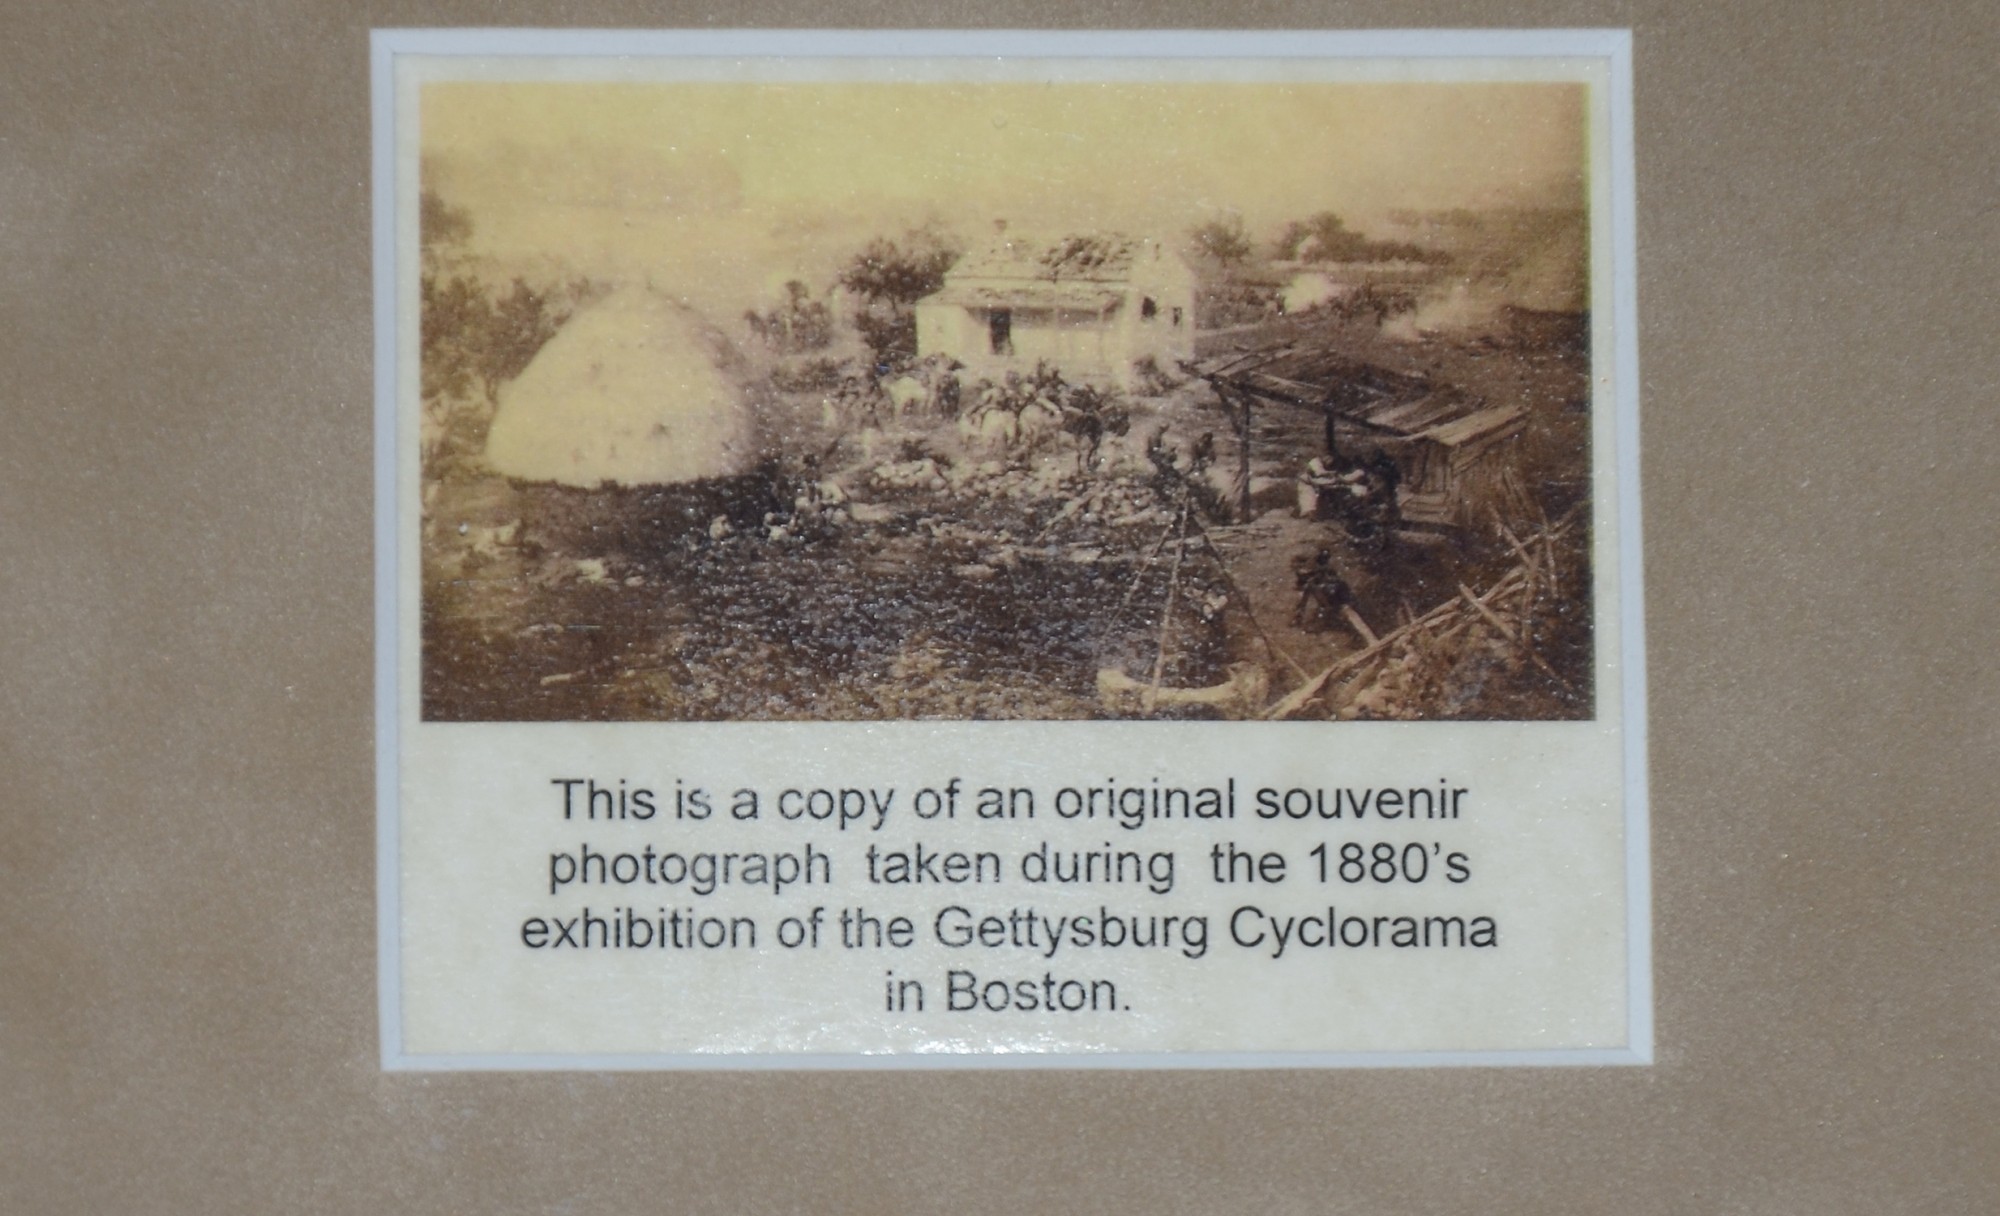 This is a copy of an original souvenir
photograph taken during the 1880's
exhibition of the Gettysburg Cyclorama
in Boston.